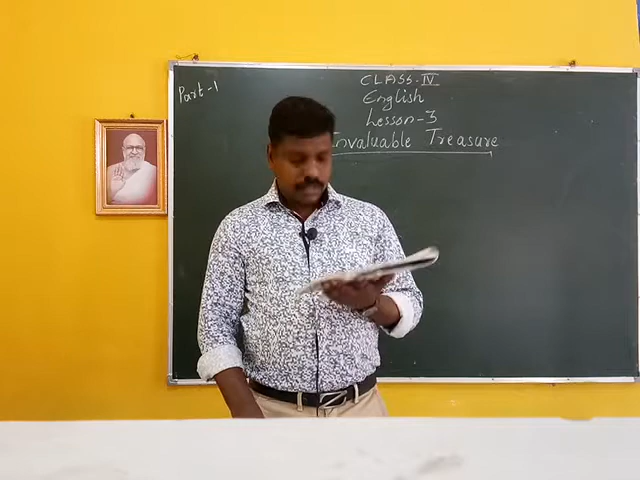 Part-1
CLASS-IV
English
Lesson-3
Invaluable Treasure